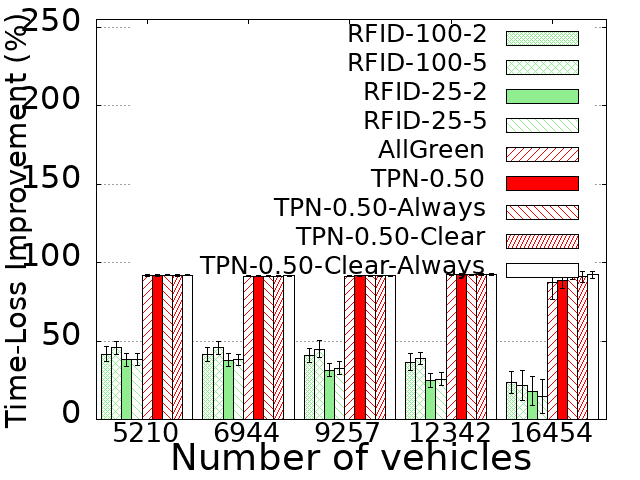 Time-Loss Improvement (%)
250
200
150
100
50
0
RFID-100-2
RFID-100-5
RFID-25-2
RFID-25-5
AllGreen
TPN-0.50
TPN-0.50-Always
TPN-0.50-Clear
TPN-0.50-Clear-Always
5210 6944 9257 12342 16454
Number of vehicles